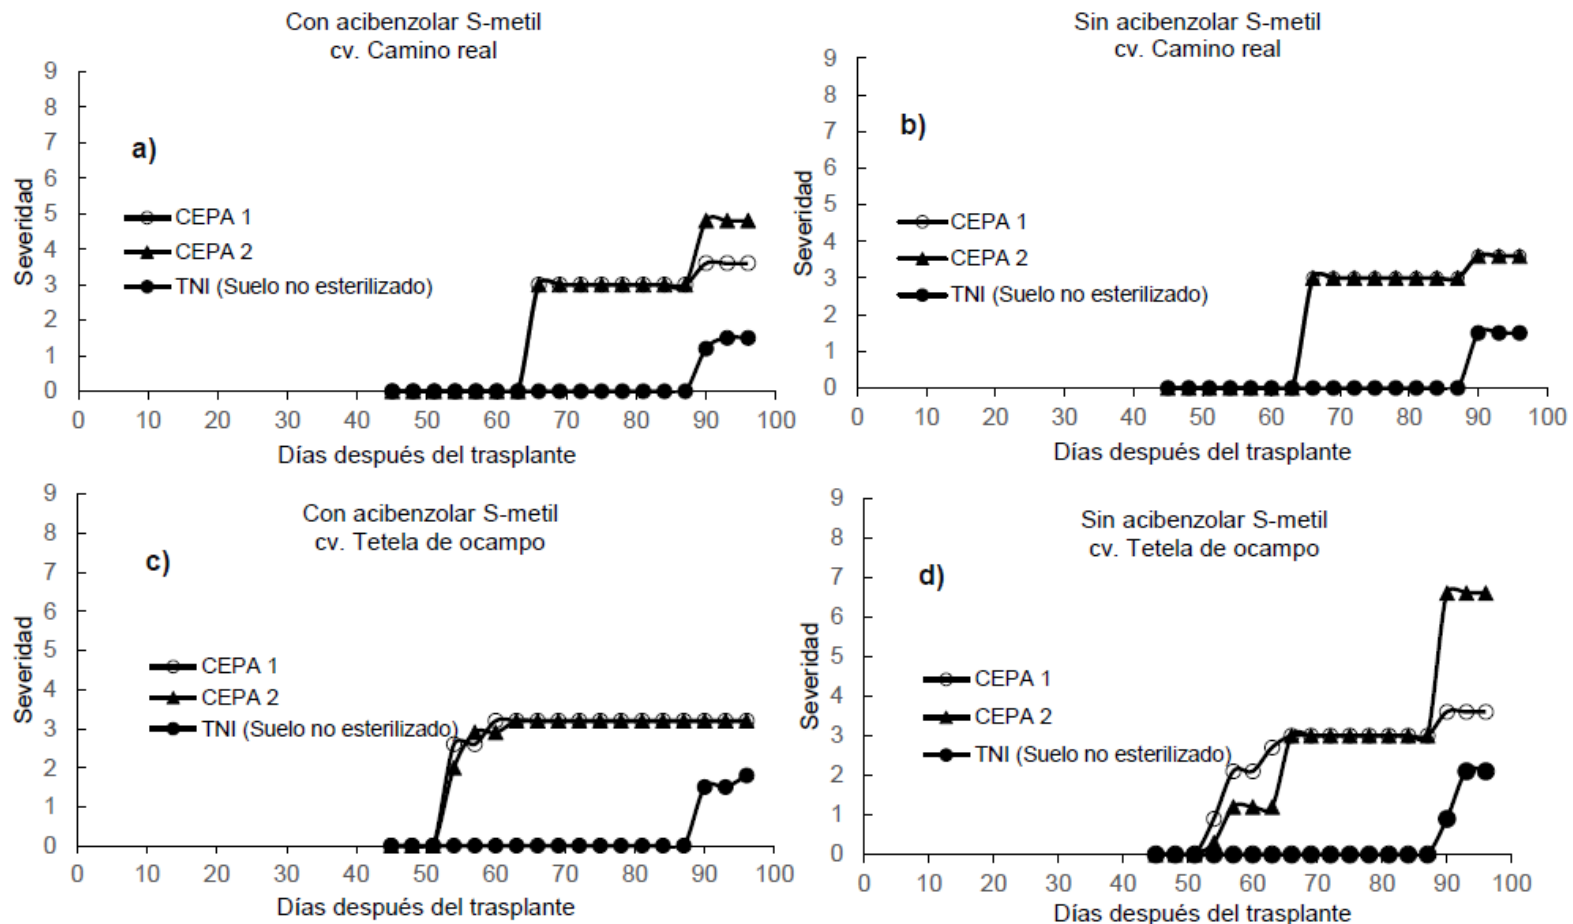 Con acibenzolar S-metil
cv. Camino real
9
8
7
6
5
4
3
2
1
0
Severidad
a)
CEPA 1
CEPA 2
TNI (Suelo no esterilizado)
0 10 20 30 40 50 60 70 80 90 100
Días después del trasplante
Sin acibenzolar S-metil
cv. Camino real
9
8
7
6
5
4
3
2
1
0
Severidad
b)
CEPA 1
CEPA 2
TNI (Suelo no esterilizado)
0 10 20 30 40 50 60 70 80 90 100
Días después del trasplante
Con acibenzolar S-metil
cv. Tetela de ocampo
9
8
7
6
5
4
3
2
1
0
Severidad
c)
CEPA 1
CEPA 2
TNI (Suelo no esterilizado)
0 10 20 30 40 50 60 70 80 90 100
Días después del trasplante
Sin acibenzolar S-metil
cv. Tetela de ocampo
9
8
7
6
5
4
3
2
1
0
Severidad
d)
CEPA 1
CEPA 2
TNI (Suelo no esterilizado)
0 10 20 30 40 50 60 70 80 90 100
Días después del trasplante